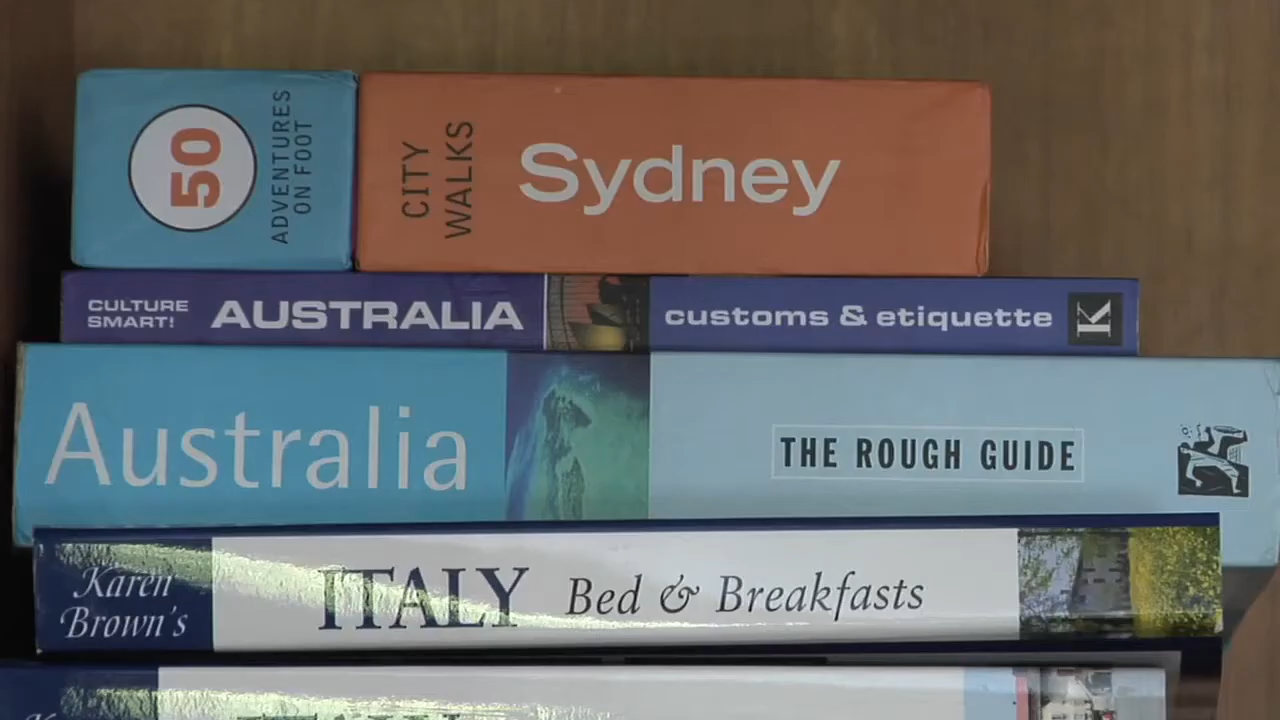 50
ADVENTURES
ON FOOT
CITY
WALKS
Sydney
CULTURE
SMART!
AUSTRALIA
customs & etiquette
K
Australia
THE ROUGH GUIDE
Karen
Brown's
ITALY Bed & Breakfasts